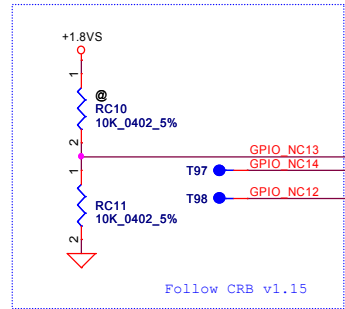 +1.8VS
1
@
RC10
10K_0402_5%
2
GPIO_NC13
1
T97
GPIO_NC14
RC11
10K_0402_5%
T98
GPIO_NC12
2
Follow CRB v1.15